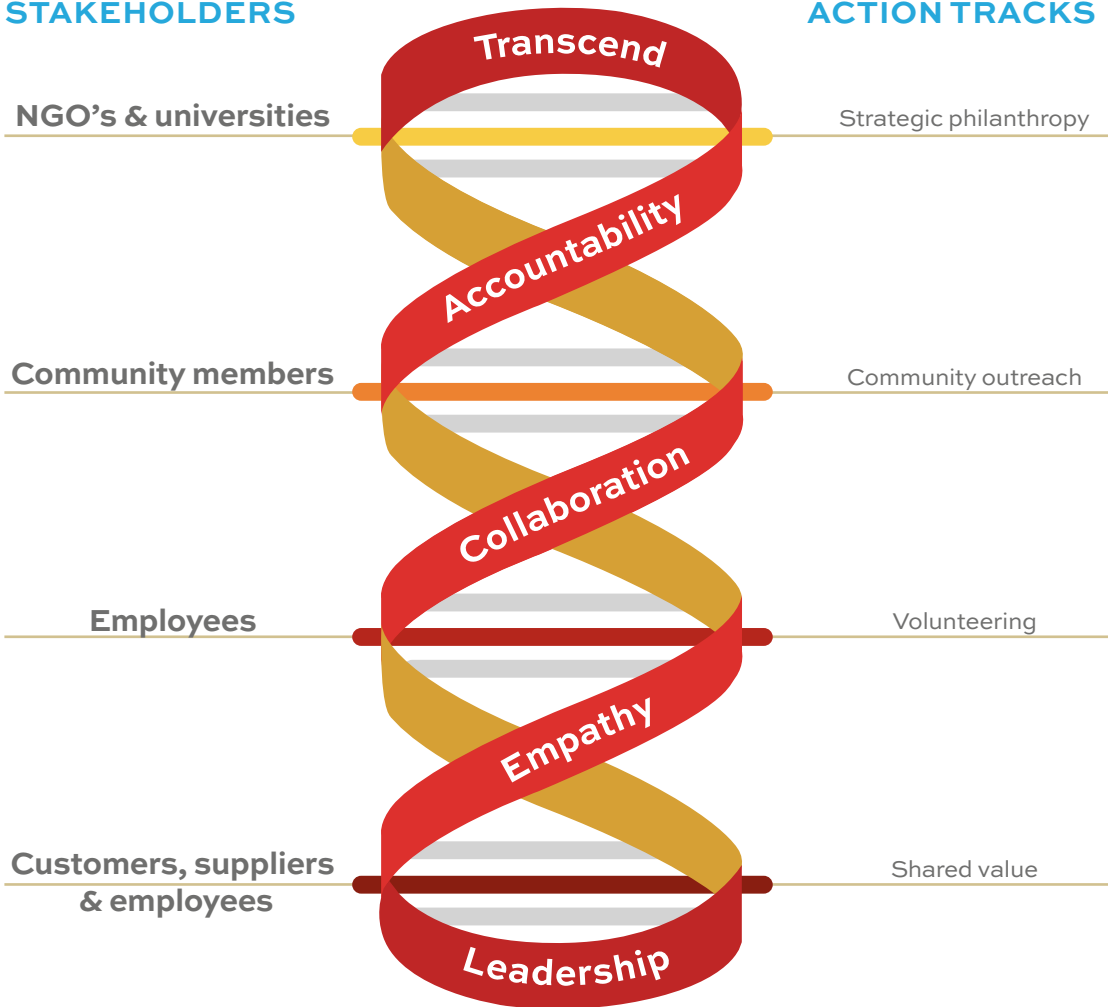 STAKEHOLDERS
ACTION TRACKS
Transcend
NGO’s & universities
Strategic philanthropy
Accountability
Community members
Community outreach
Collaboration
Employees
Volunteering
Empathy
Customers, suppliers
& employees
Shared value
Leadership